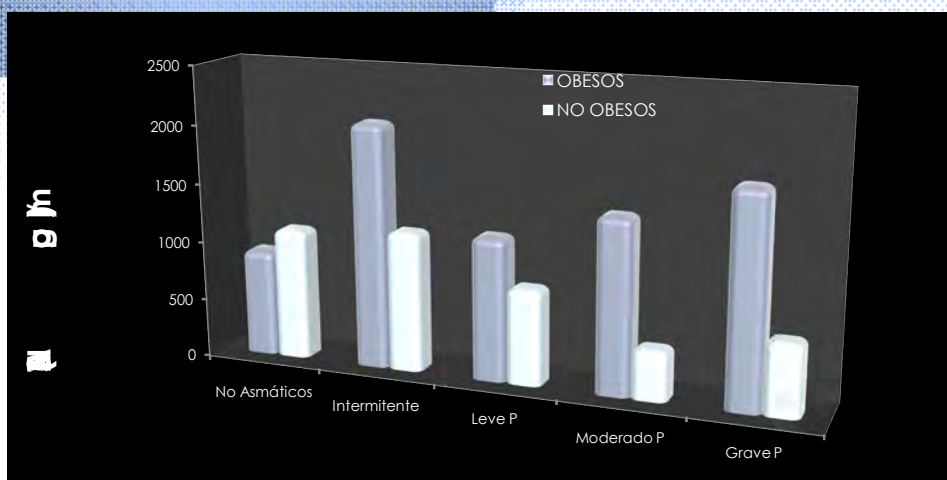 2500
OBESOS
2000
NO OBESOS
1500
1000
500
0
No Asmáticos
Intermitente
Leve P
Moderado P
Grave P